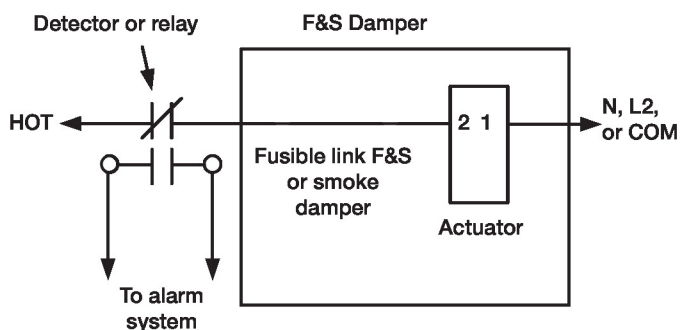 Detector or relay
F&S Damper
HOT
2 1
N, L2,
or COM
Fusible link F&S
or smoke
damper
Actuator
To alarm
system